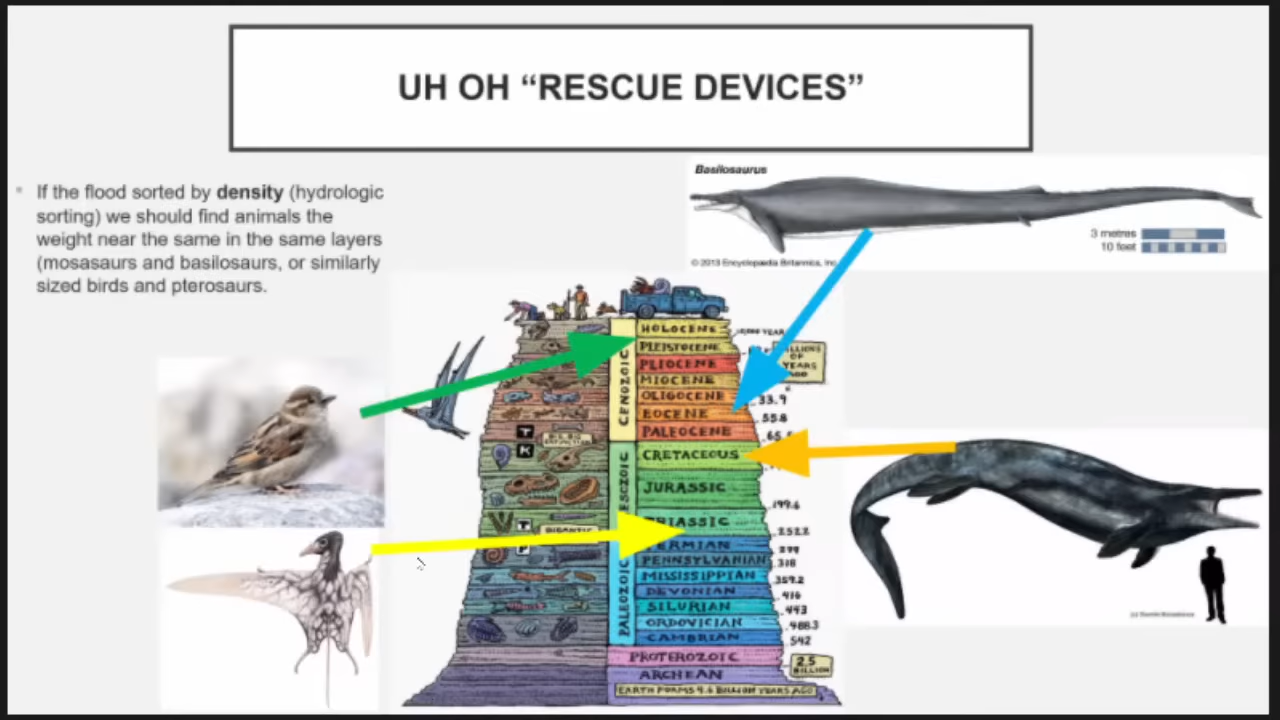 UH OH “RESCUE DEVICES”
If the flood sorted by density (hydrologic
sorting) we should find animals the
weight near the same in the same layers
(mosasaurs and basilosaurs, or similarly
sized birds and pterosaurs.
Basilosaurus
3 metres
10 feet
© 2013 Encyclopædia Britannica, Inc.
HOLOCENE
PLEISTOCENE
PLIOCENE
MIOCENE
OLIGOCENE
33.9
EOCENE
55.8
PALEOCENE
CENOZOIC
T
K
CRETACEOUS
JURASSIC
199.6
T
252.2
PERMIAN
299
PENNSYLVANIAN
318
MISSISSIPPIAN
359.2
DEVONIAN
416
SILURIAN
443
ORDOVICIAN
488.3
CAMBRIAN
542
PALEOZOIC
PROTEROZOIC
2.5
BILLION
ARCHEAN
EARTH FORMS 4.6 BILLION YEARS AGO